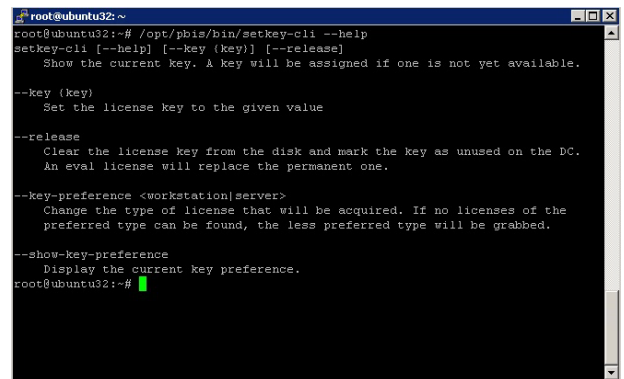 root@ubuntu32: ~
root@ubuntu32:~# /opt/pbis/bin/setkey-cli --help
setkey-cli [--help] [--key {key}] [--release]
    Show the current key. A key will be assigned if one is not yet available.

--key {key}
    Set the license key to the given value

--release
    Clear the license key from the disk and mark the key as unused on the DC.
    An eval license will replace the permanent one.

--key-preference <workstation|server>
    Change the type of license that will be acquired. If no licenses of the
    preferred type can be found, the less preferred type will be grabbed.

--show-key-preference
    Display the current key preference.
root@ubuntu32:~#